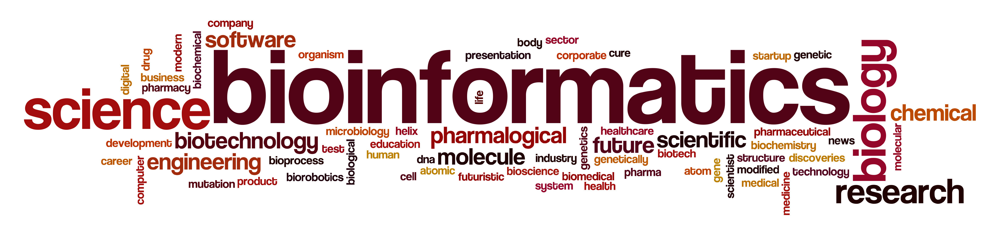 company
software
modern
biochemical
drug
digital
business
pharmacy
organism
body
sector
presentation
corporate
cure
startup
genetic
science
bioinformatics
life
biology
chemical
molecular
microbiology
helix
pharmalogical
genetics
healthcare
pharmaceutical
news
development
biotechnology
test
biological
education
future
scientific
biochemistry
human
dna
molecule
industry
genetically
biotech
structure
discoveries
career
computer
engineering
bioprocess
atomic
bioscience
pharma
atom
gene
scientist
modified
technology
mutation
product
biorobotics
cell
futuristic
biomedical
system
health
medical
medicine
research